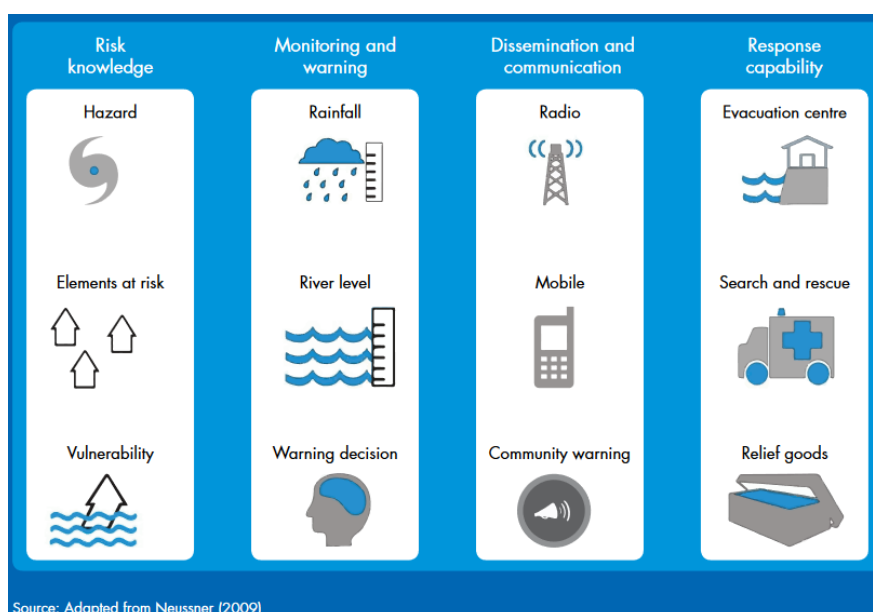 Risk
knowledge
Monitoring and
warning
Dissemination and
communication
Response
capability
Hazard
Elements at risk
Vulnerability
Rainfall
River level
Warning decision
Radio
Mobile
Community warning
Evacuation centre
Search and rescue
Relief goods
Source: Adapted from Neussner (2009)